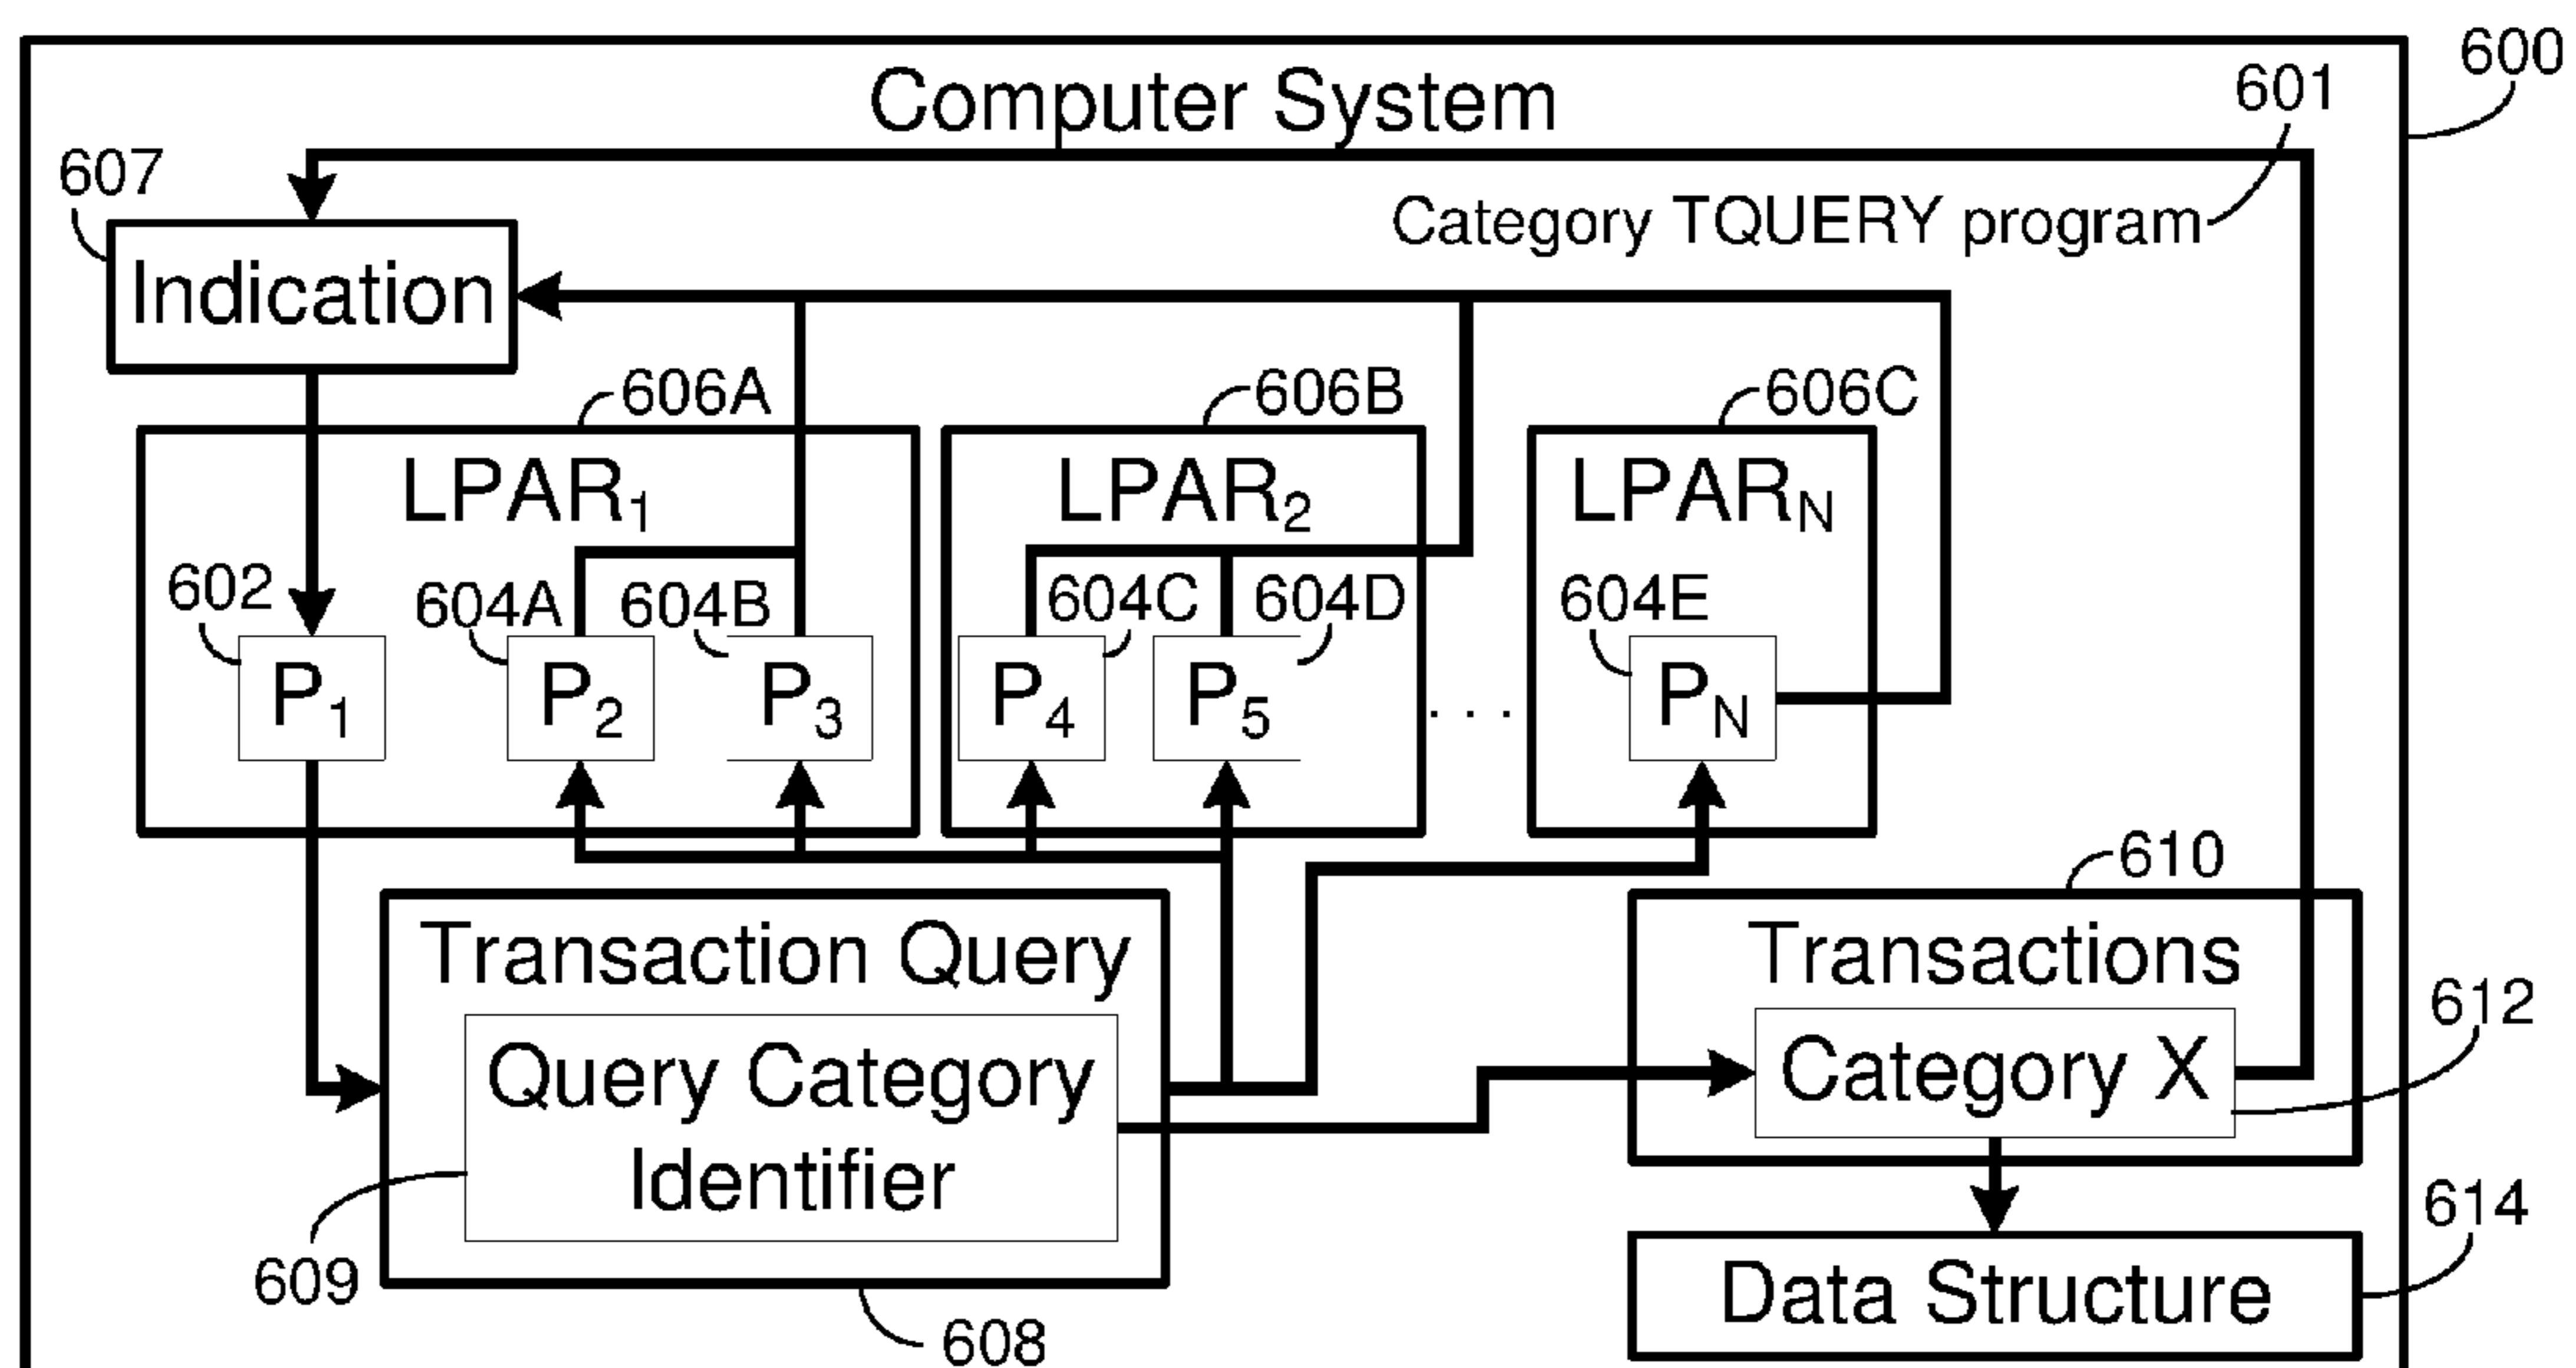 600
Computer System
601
607
Category TQUERY program
Indication
606A
606B
606C
LPAR1
LPAR2
LPARN
602
604A
604B
604C
604D
604E
P1
P2
P3
P4
P5
. . .
PN
610
Transaction Query
Transactions
612
Query Category
Identifier
Category X
614
609
Data Structure
608